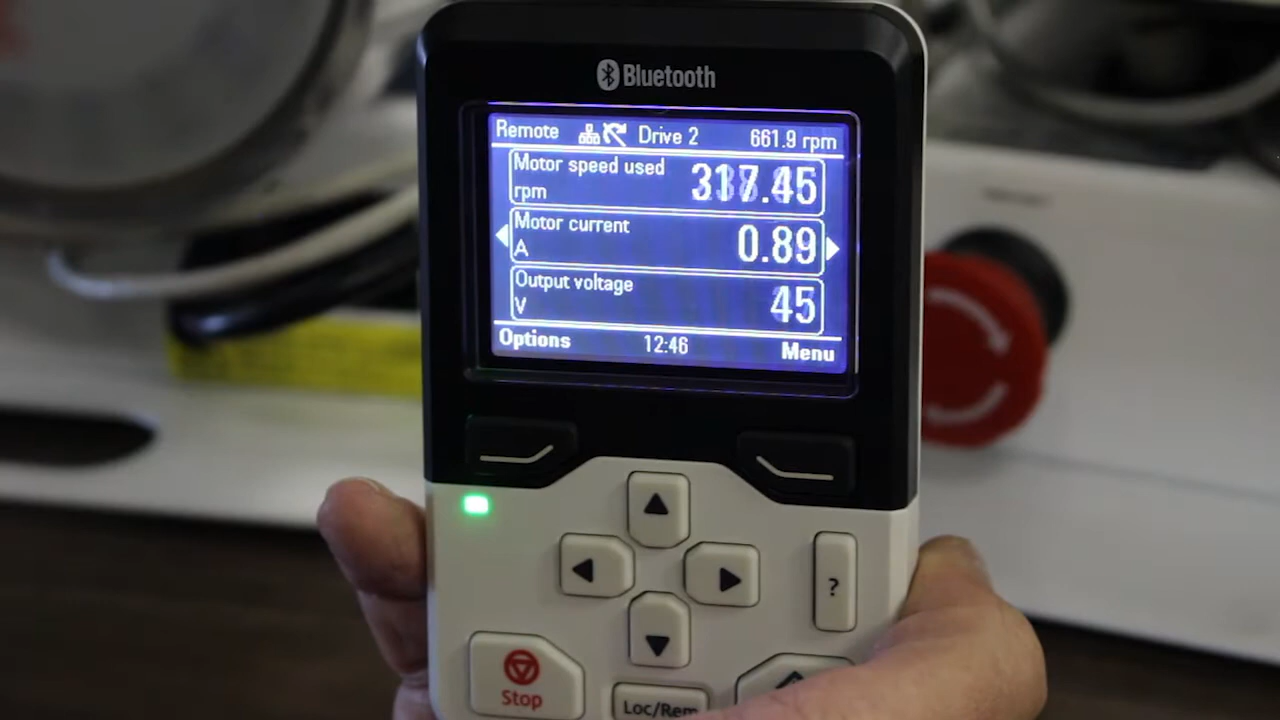 Bluetooth
Remote Drive 2 661.9 rpm
Motor speed used
rpm
317.45
Motor current
A
0.89
Output voltage
V
45
Options 12:46 Menu
?
Stop
Loc/Rem